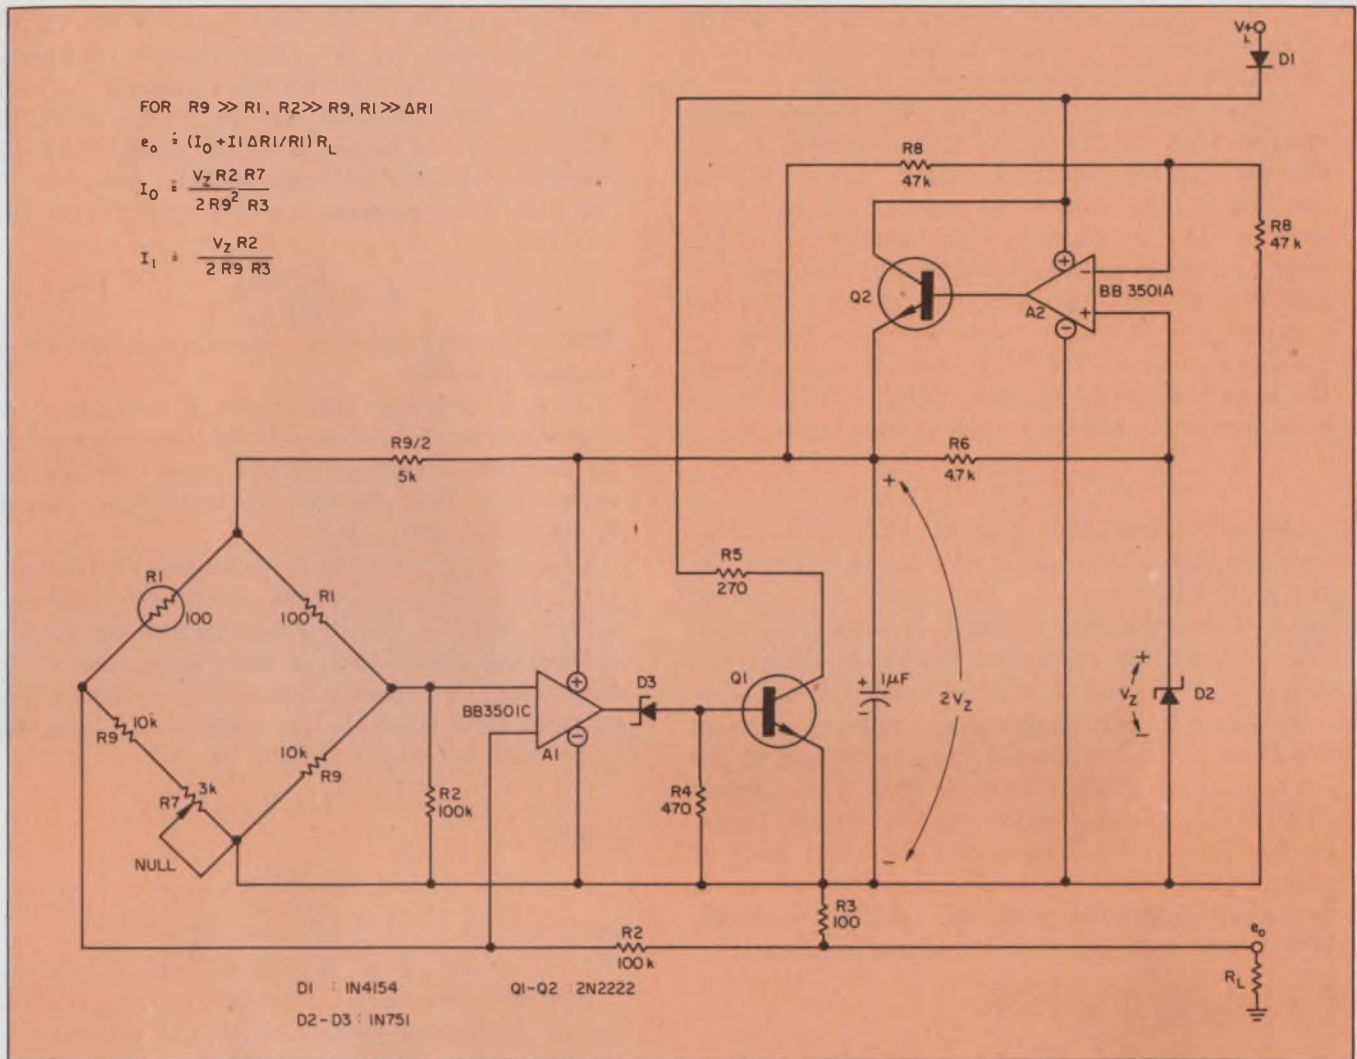 V+
L
D1
FOR R9 >> R1, R2 >> R9, R1 >> ΔR1
e₀ ≐ (I₀ + I1 ΔR1/R1) R_L
I₀ ≐ V_Z R2 R7 / 2 R9² R3
I₁ ≐ V_Z R2 / 2 R9 R3
R8
47k
R8
47k
Q2
A2
BB 3501A
-
+
+
-
R9/2
5k
R6
4.7k
+
R5
270
R1
100
R1
100
+
1μF
-
2V_Z
+
V_Z
-
D2
Q1
D3
BB3501C
A1
+
-
10k
R9
10k
R9
3k
R7
NULL
R2
100k
R4
470
-
R3
100
R2
100k
e₀
R_L
D1 : 1N4154
Q1-Q2 : 2N2222
D2-D3 : 1N751